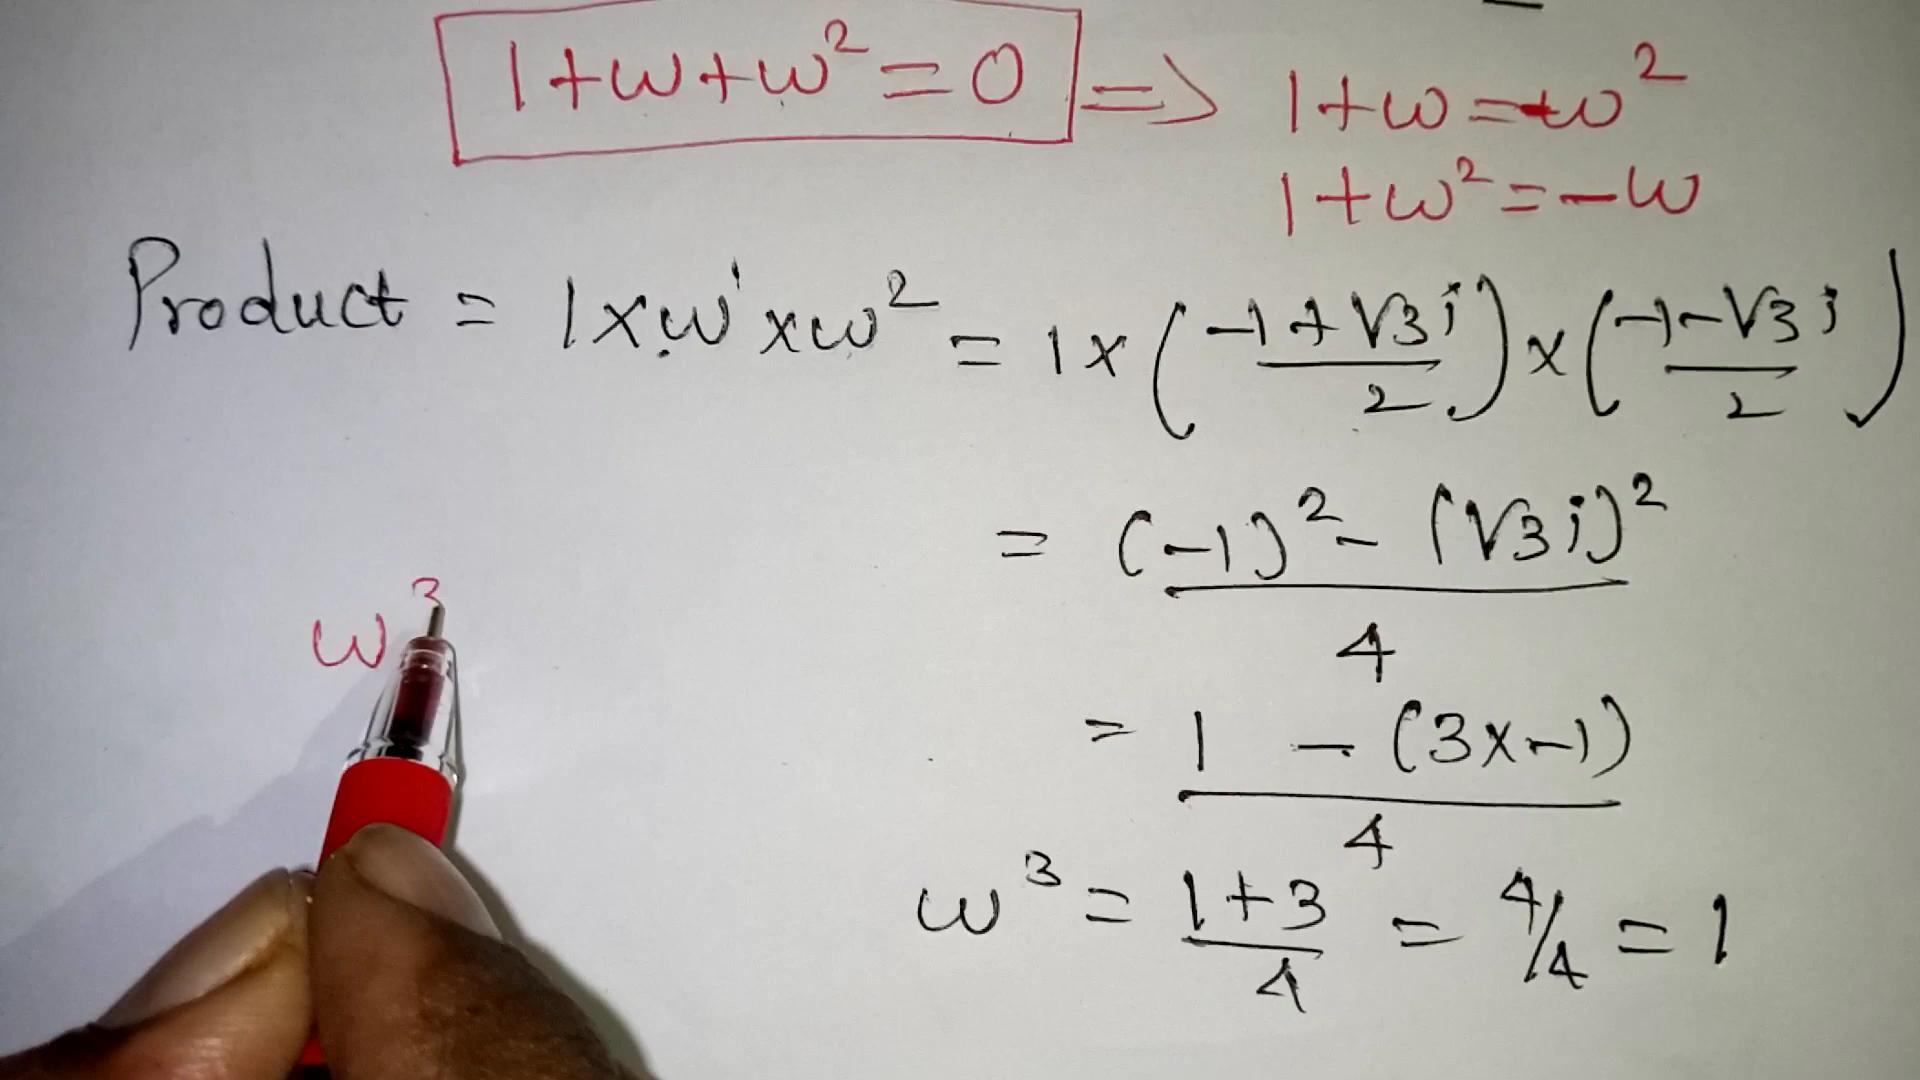 1+ω+ω²=0 => 1+ω=-ω²
1+ω²=-ω
Product = 1×ω¹×ω² = 1×(-1+√3i/2)×(-1-√3i/2)
= (-1)²-(√3i)²/4
= 1-(3×-1)/4
ω³
ω³ = 1+3/4 = 4/4 = 1